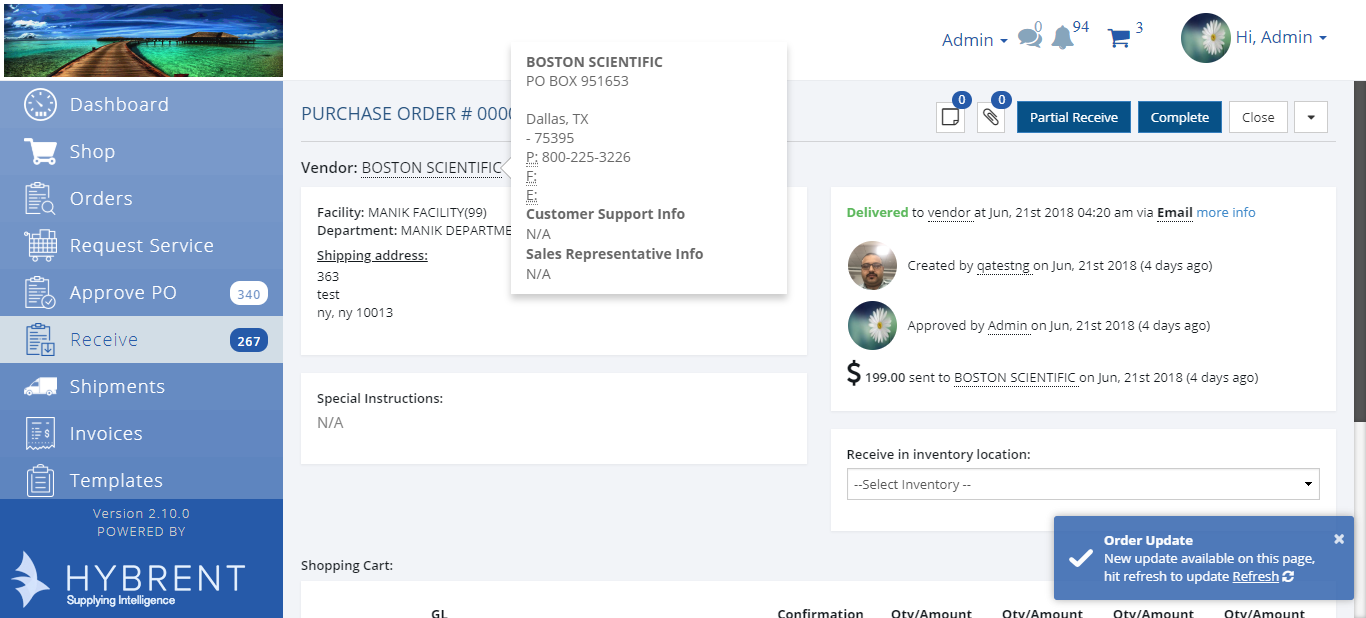 Admin
0
94
3
Hi, Admin
Dashboard
Shop
Orders
Request Service
Approve PO 340
Receive 267
Shipments
Invoices
Templates
Version 2.10.0
POWERED BY
HYBRENT
Supplying Intelligence
PURCHASE ORDER #
0
0
Partial Receive
Complete
Close
Vendor: BOSTON SCIENTIFIC
BOSTON SCIENTIFIC
PO BOX 951653
Dallas, TX
- 75395
P: 800-225-3226
F:
E:
Customer Support Info
N/A
Sales Representative Info
N/A
Facility: MANIK FACILITY(99)
Department: MANIK
Shipping address:
363
test
ny, ny 10013
Special Instructions:
N/A
Delivered to vendor at Jun, 21st 2018 04:20 am via Email more info
Created by qatestng on Jun, 21st 2018 (4 days ago)
Approved by Admin on Jun, 21st 2018 (4 days ago)
$ 199.00 sent to BOSTON SCIENTIFIC on Jun, 21st 2018 (4 days ago)
Receive in inventory location:
--Select Inventory --
Order Update
New update available on this page,
hit refresh to update Refresh
Shopping Cart:
GL Confirmation Qty/Amount Qty/Amount Qty/Amount Qty/Amount